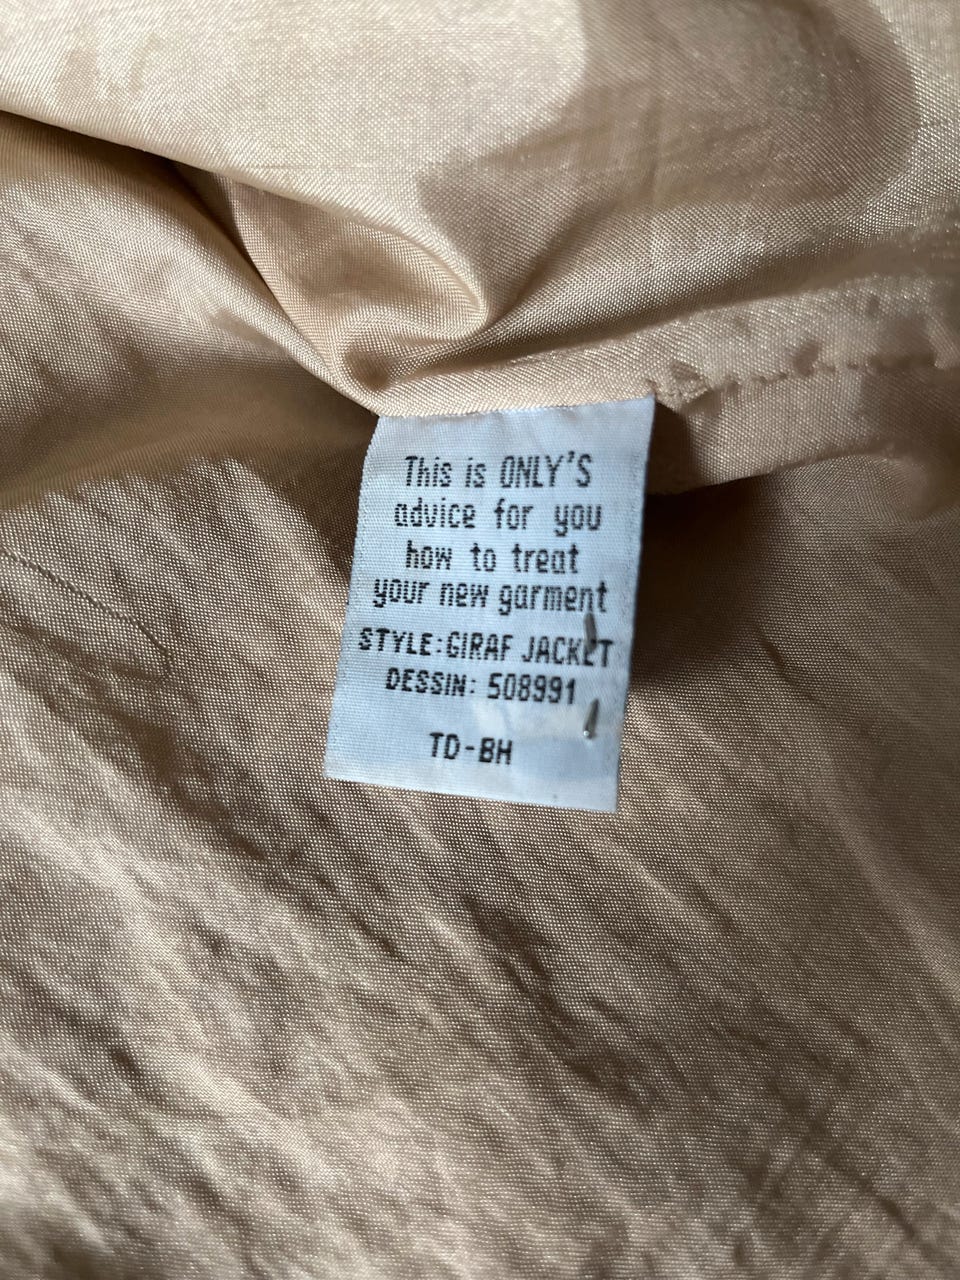 This is ONLY'S
advice for you
how to treat
your new garment
STYLE:GIRAF JACKET
DESSIN: 508991
TD-BH